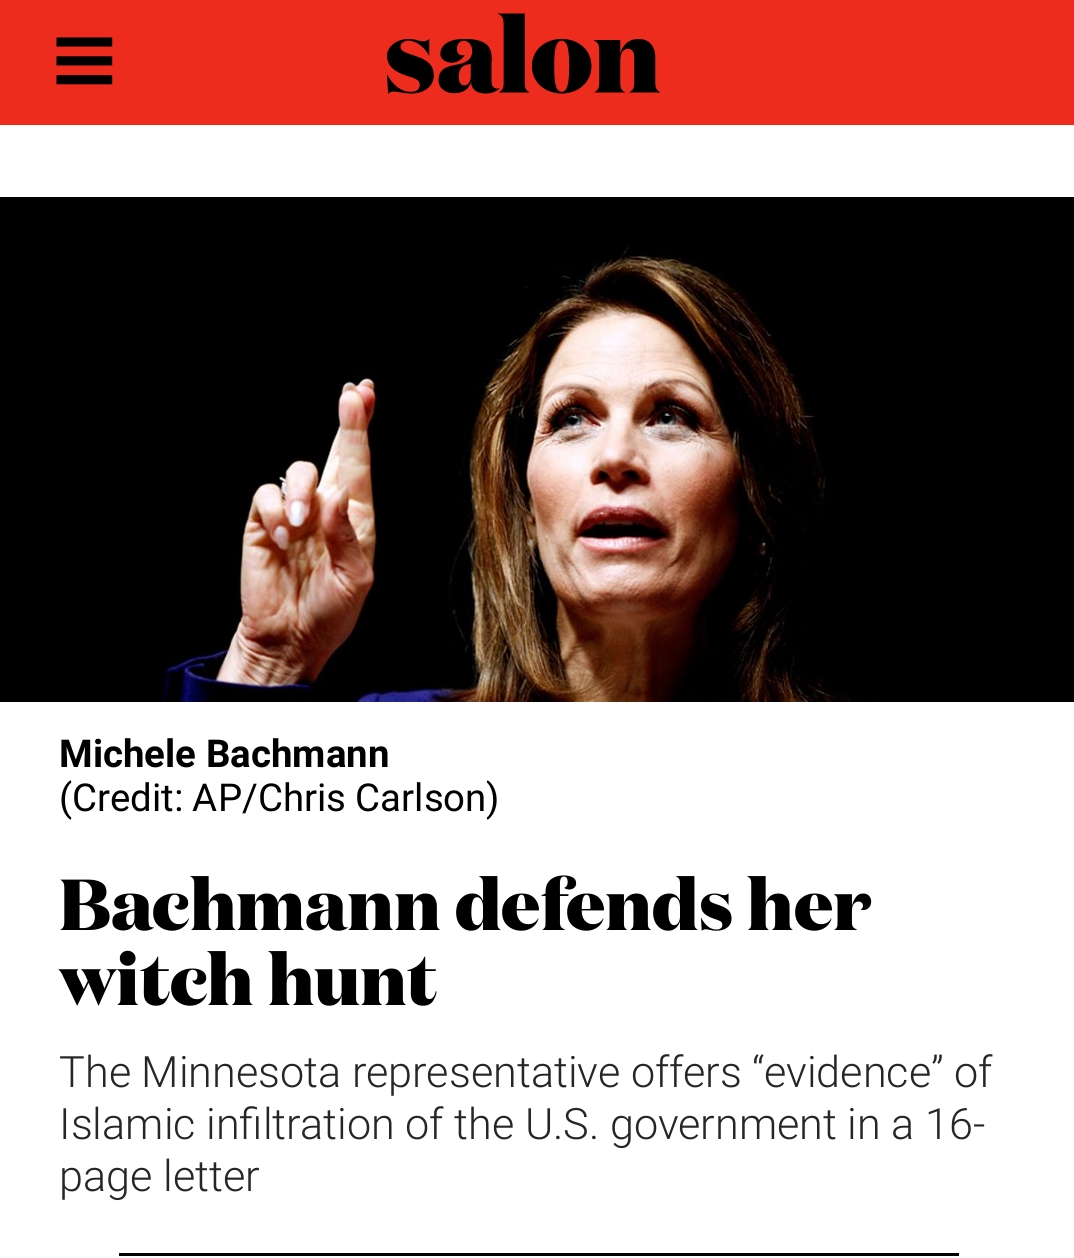 salon
Michele Bachmann
(Credit: AP/Chris Carlson)
Bachmann defends her
witch hunt
The Minnesota representative offers “evidence” of
Islamic infiltration of the U.S. government in a 16-
page letter